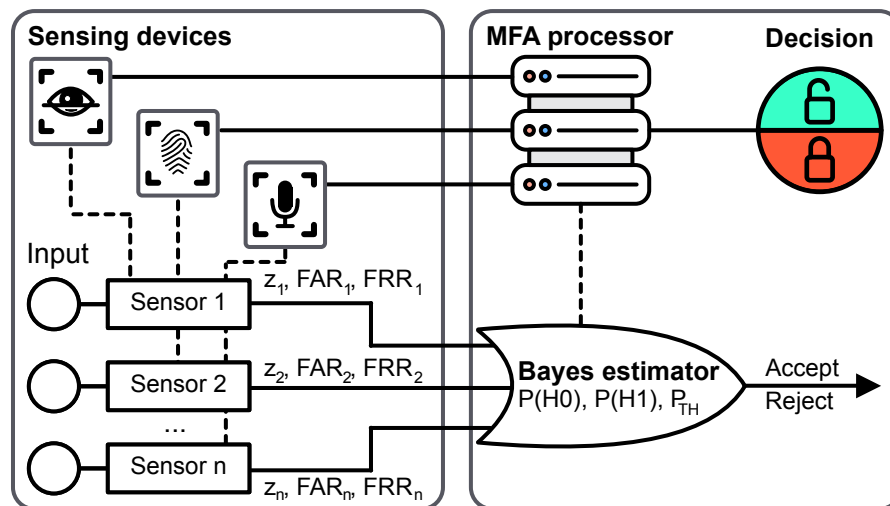 Sensing devices
MFA processor
Decision
Input
Sensor 1
z1, FAR1, FRR1
Sensor 2
z2, FAR2, FRR2
...
Sensor n
zn, FARn, FRRn
Bayes estimator
P(H0), P(H1), PTH
Accept
Reject